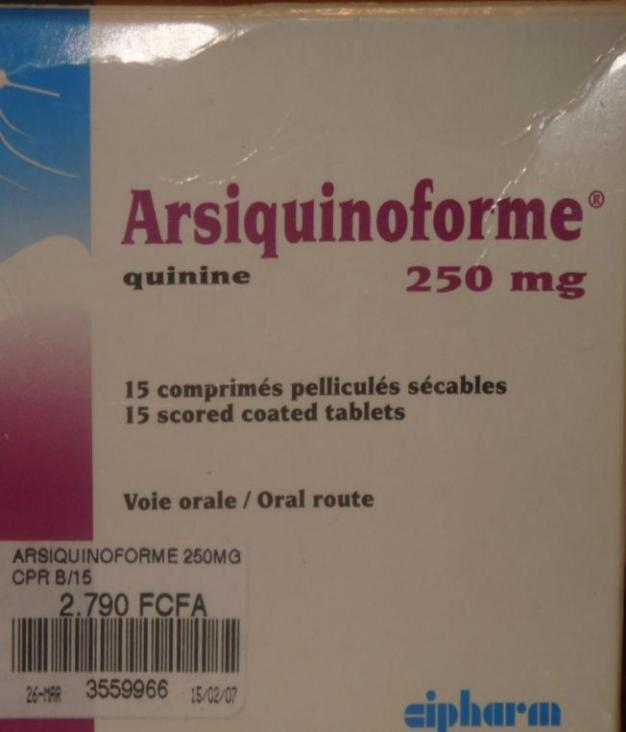 Arsiquinoforme®
quinine 250 mg
15 comprimés pelliculés sécables
15 scored coated tablets
Voie orale / Oral route
ARSIQUINOFORME 250MG
CPR B/15
2.790 FCFA
26-MAR 3559966 15/02/07
cipharm